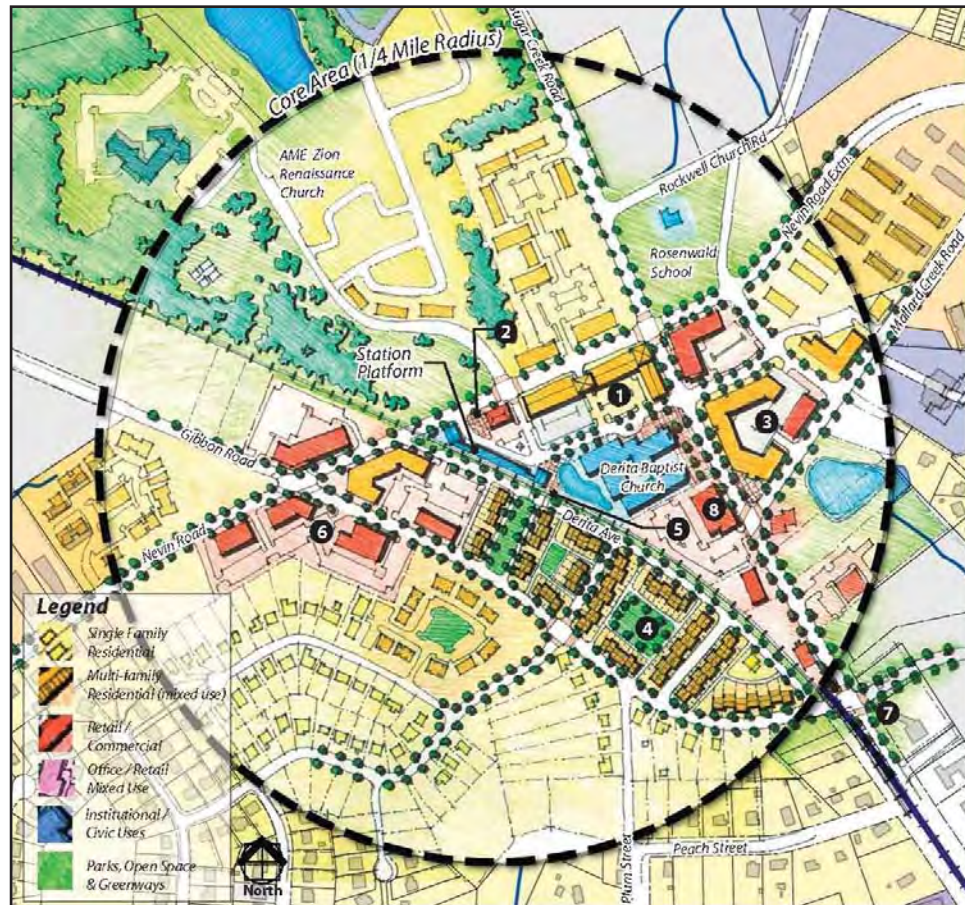 Core Area (1/4 Mile Radius)
Sugar Creek Road
AME Zion
Renaissance
Church
Rockwell Church Rd
Nevin Road Extn.
Rosenwald
School
Mallard Creek Road
2
Station
Platform
1
3
Gibbon Road
Derita Baptist
Church
8
5
Derita Ave
Nevin Road
6
4
7
Legend
Single Family
Residential
Multi-family
Residential (mixed use)
Retail /
Commercial
Office / Retail
Mixed Use
Institutional /
Civic Uses
Parks, Open Space
& Greenways
North
Plum Street
Peach Street